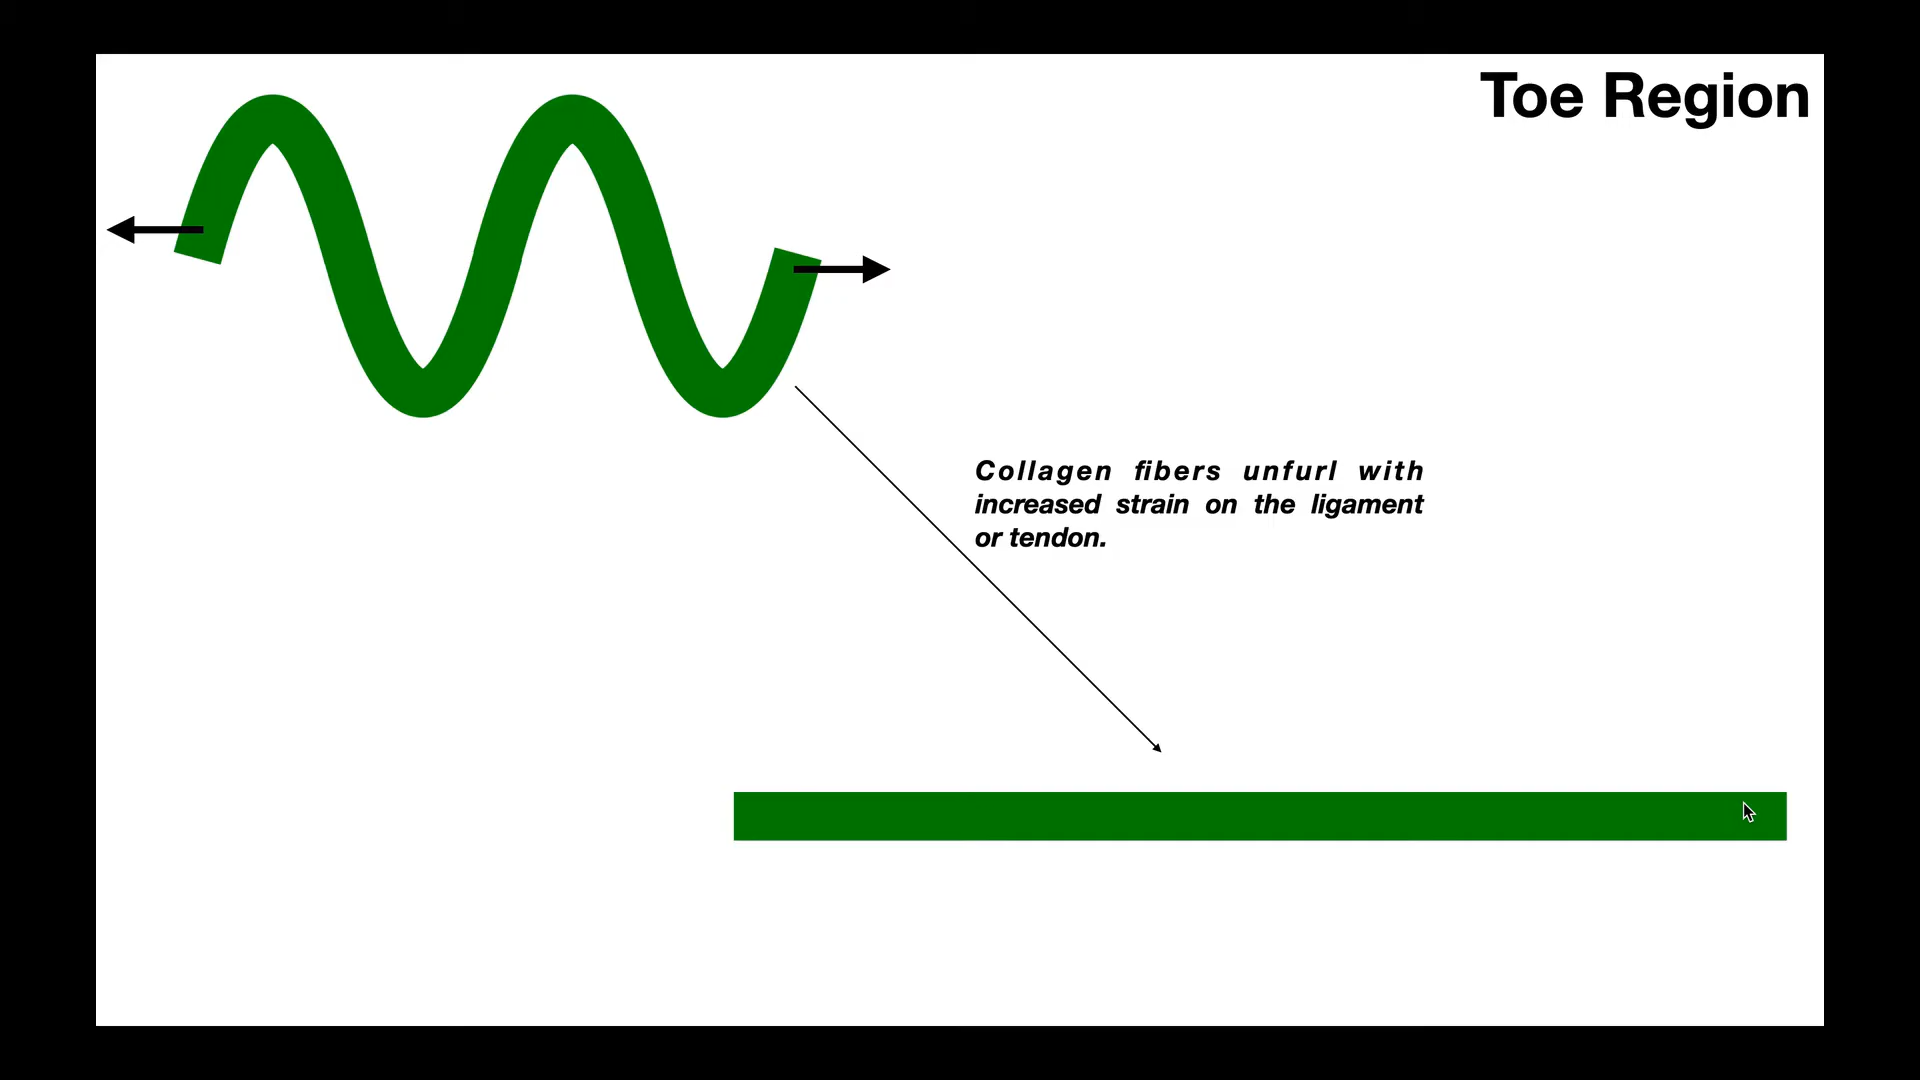 Toe Region
Collagen fibers unfurl with
increased strain on the ligament
or tendon.